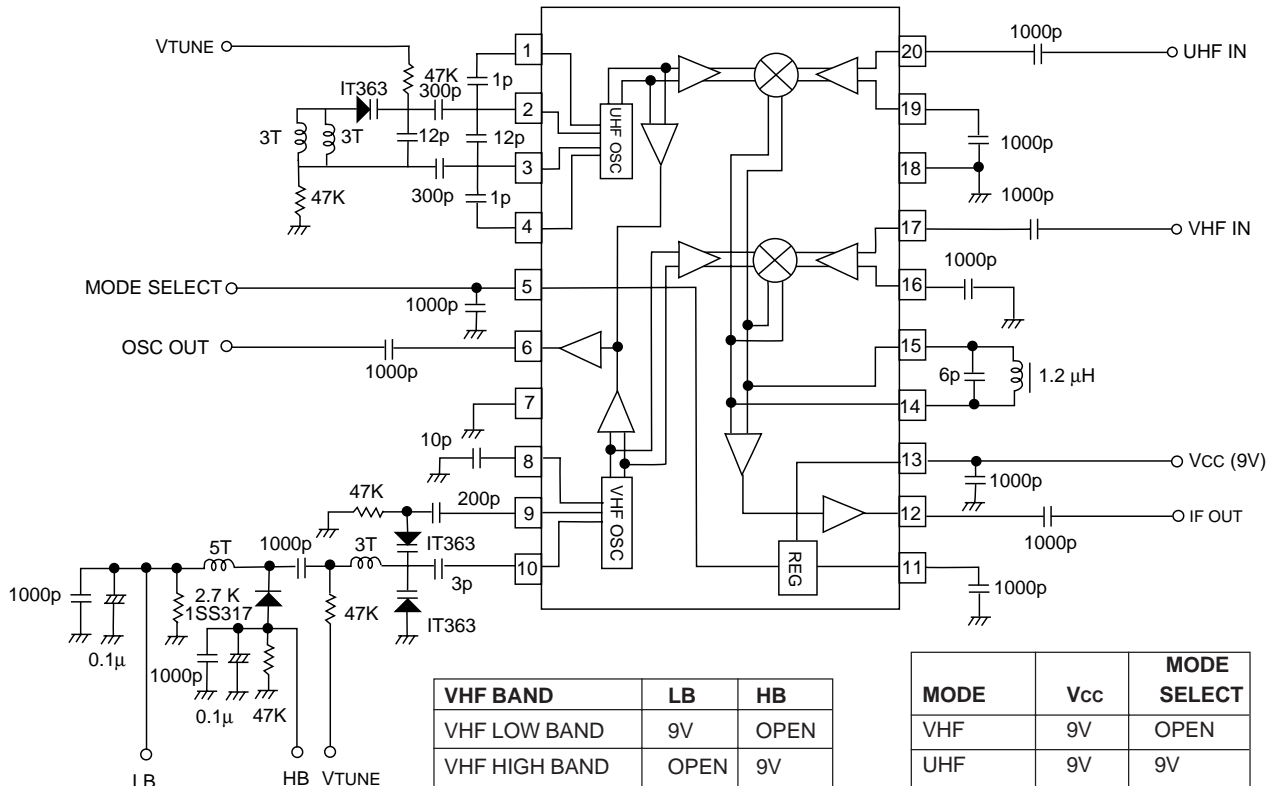 VTUNE
IT363
47K
300p
1p
3T
3T
12p
12p
47K
300p
1p
1
2
3
4
UHF OSC
1000p
UHF IN
20
19
18
1000p
1000p
17
VHF IN
1000p
16
MODE SELECT
1000p
5
OSC OUT
1000p
6
15
6p
1.2 μH
14
7
10p
8
13
VCC (9V)
1000p
47K
200p
9
VHF OSC
12
IF OUT
1000p
5T
1000p
3T
IT363
10
3p
REG
11
1000p
1000p
0.1μ
2.7 K
1SS317
47K
IT363
1000p
0.1μ
47K
LB
HB
VTUNE
VHF BAND LB HB
VHF LOW BAND 9V OPEN
VHF HIGH BAND OPEN 9V
MODE VCC MODE SELECT
VHF 9V OPEN
UHF 9V 9V